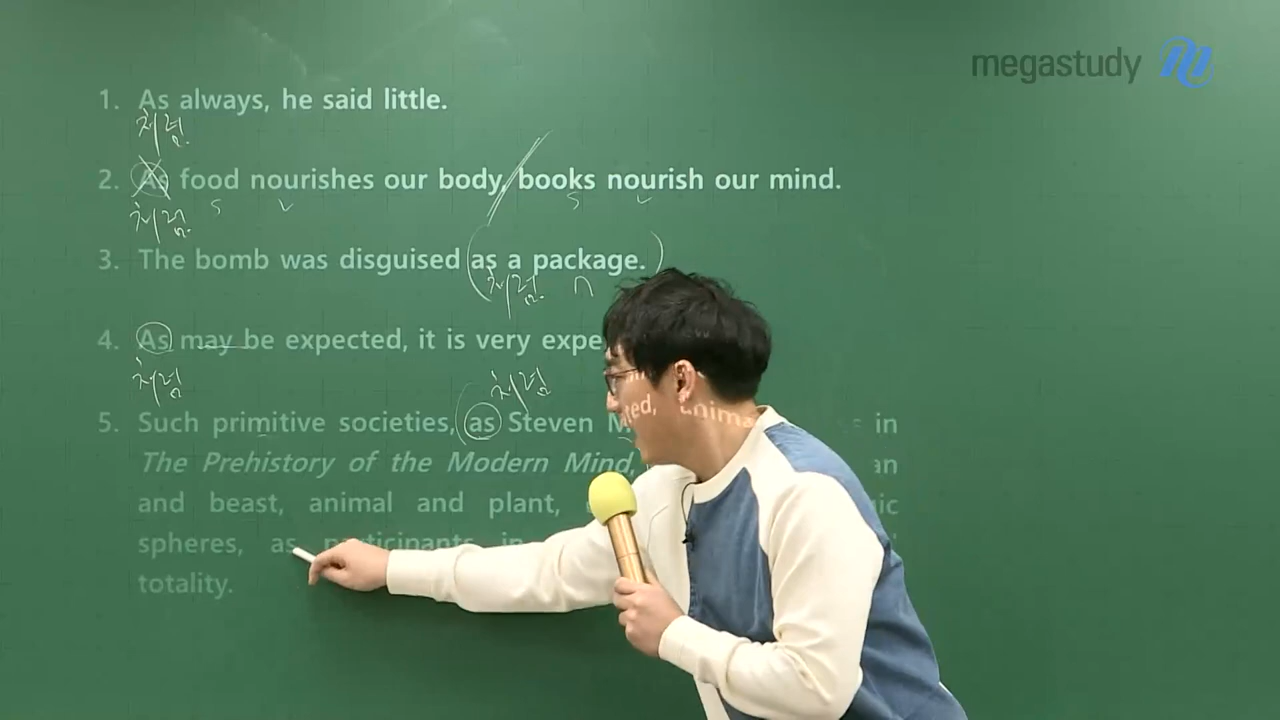 megastudy
1. As always, he said little.
처럼
2. As food nourishes our body, books nourish our mind.
처럼 S V S V
3. The bomb was disguised (as a package.)
처럼 n
4. As may be expected, it is very
처럼 처럼
5. Such primitive societies, (as Steven in
The Prehistory of the Modern Mind,
and beast, animal and plant,
spheres, as participants in
totality.